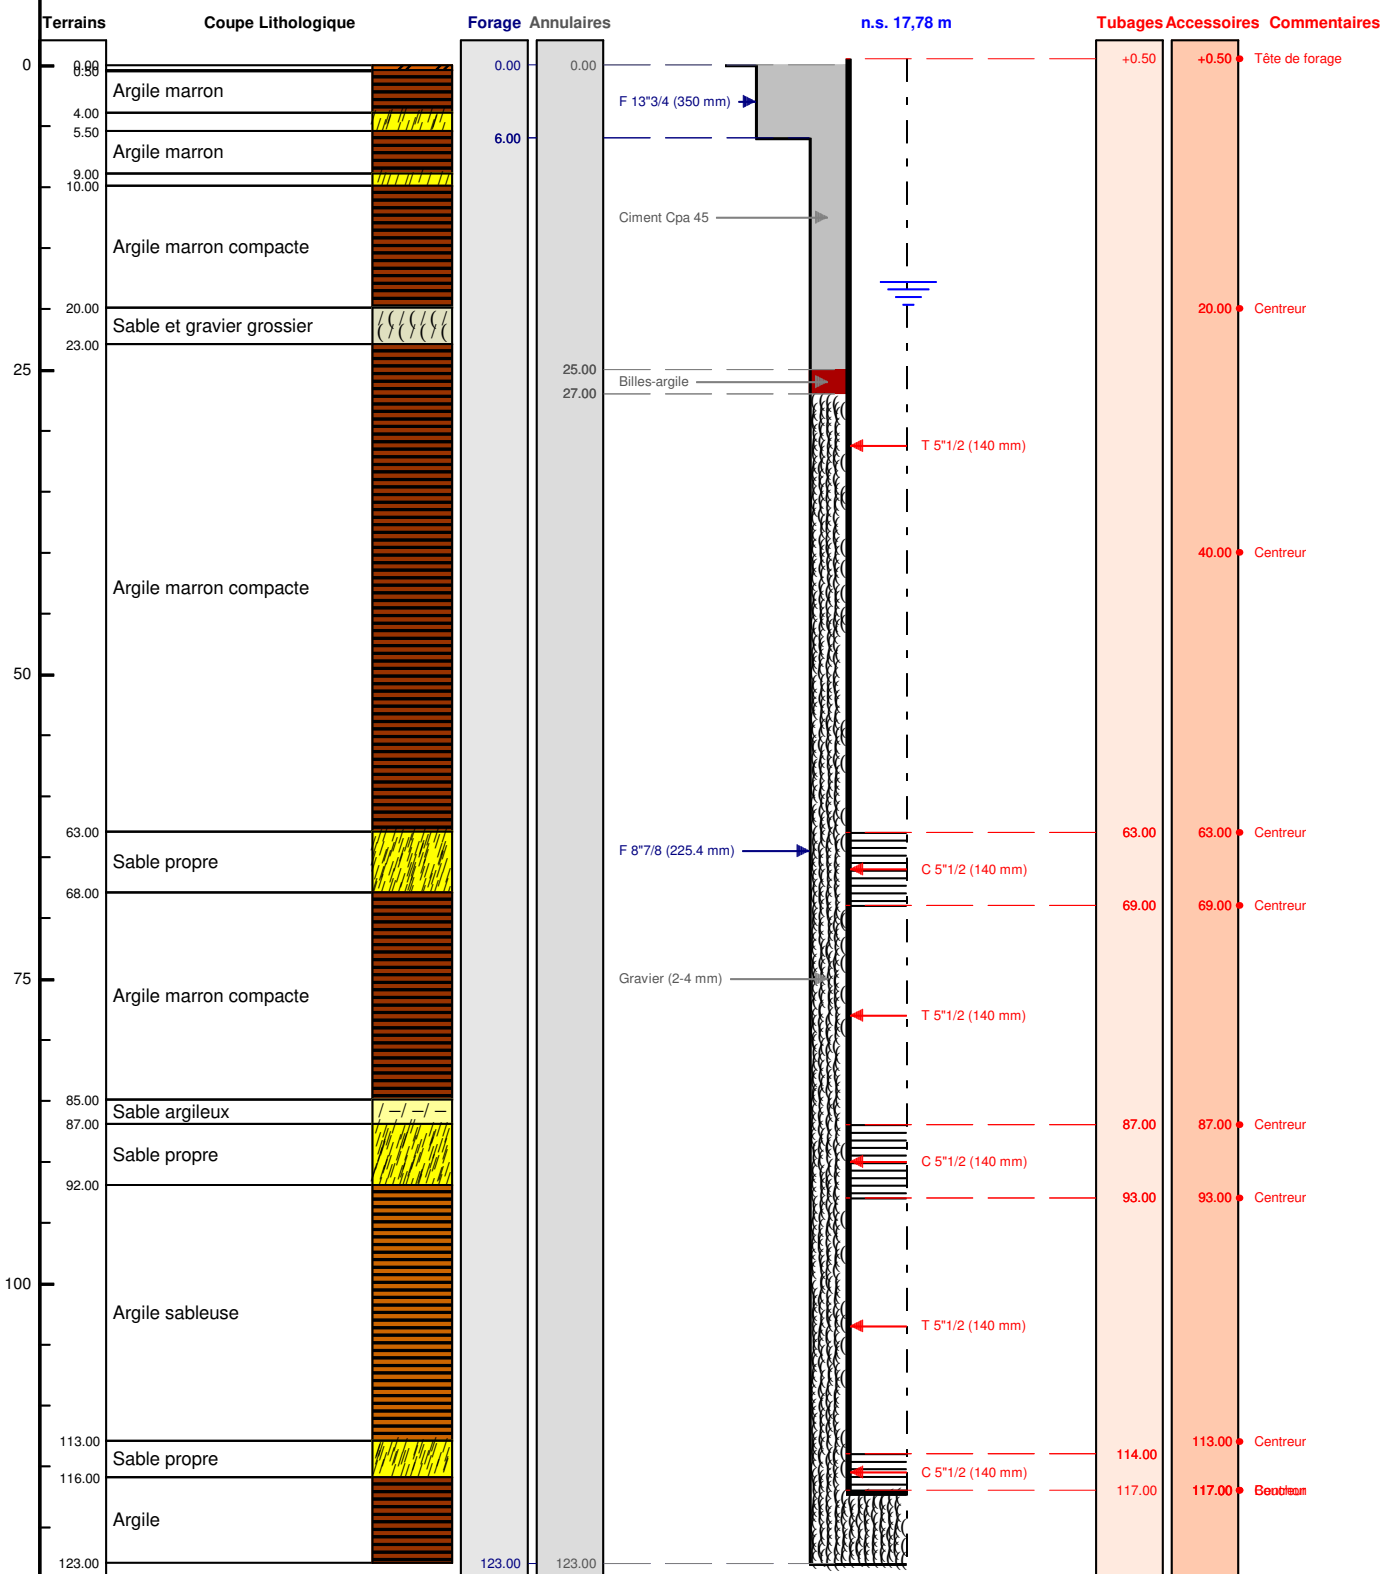 Terrains Coupe Lithologique Forage Annulaires n.s. 17,78 m Tubages Accessoires Commentaires
0 0.00 0.00 0.00 +0.50 +0.50 Tête de forage
0.50
Argile marron
F 13"3/4 (350 mm)
4.00
5.50
6.00
Argile marron
9.00
10.00
Ciment Cpa 45
Argile marron compacte
20.00 20.00 Centreur
Sable et gravier grossier
23.00
25 25.00
Billes-argile
27.00
T 5"1/2 (140 mm)
40.00 Centreur
Argile marron compacte
50
63.00 63.00 63.00 Centreur
F 8"7/8 (225.4 mm)
Sable propre
C 5"1/2 (140 mm)
68.00
69.00 69.00 Centreur
75 Gravier (2-4 mm)
Argile marron compacte
T 5"1/2 (140 mm)
85.00
Sable argileux
87.00 87.00 87.00 Centreur
Sable propre
C 5"1/2 (140 mm)
92.00
93.00 93.00 Centreur
100
Argile sableuse
T 5"1/2 (140 mm)
113.00 113.00 Centreur
114.00
Sable propre
C 5"1/2 (140 mm)
116.00
117.00 117.00
Argile
123.00 123.00 123.00